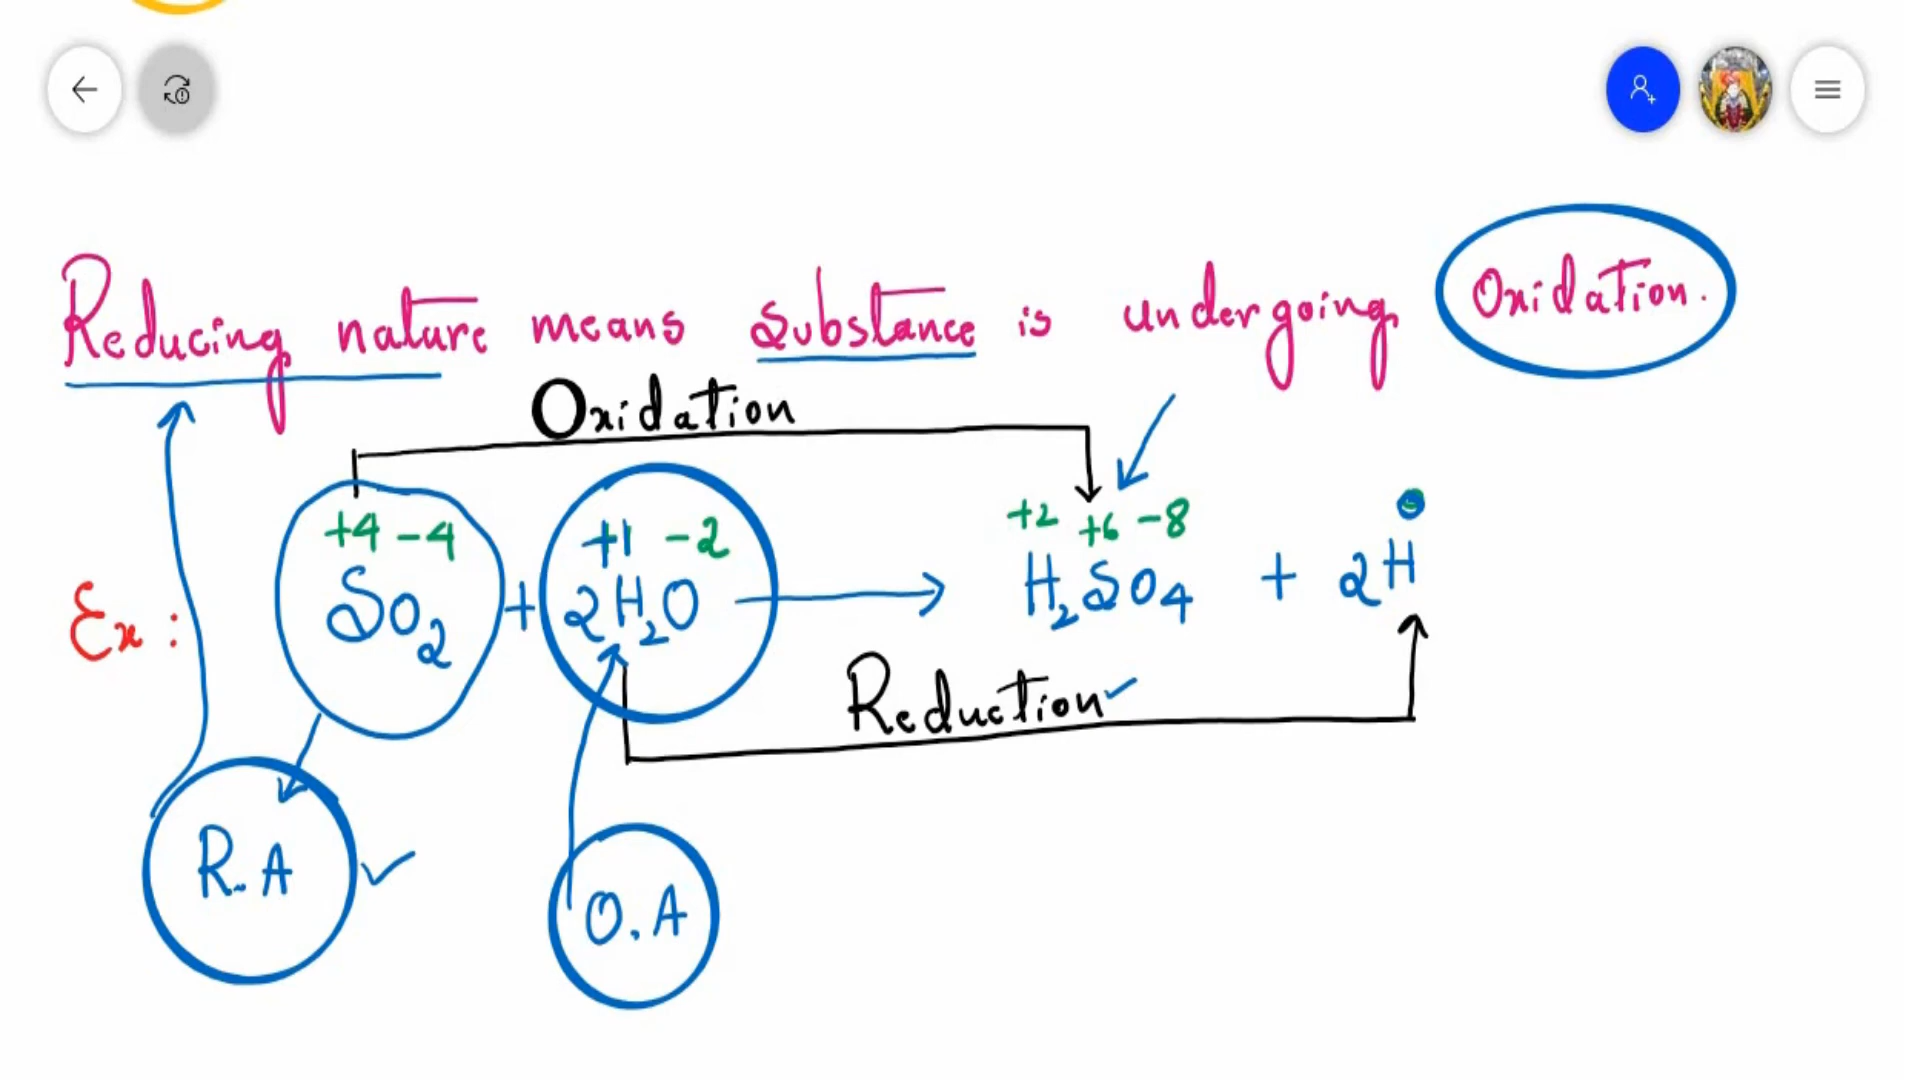 Reducing nature means Substance is undergoing Oxidation.
Oxidation
+4 -4 +1 -2 +2 +6 -8
Ex: SO2 + 2H2O → H2SO4 + 2H
Reduction✓
R.A ✓
O.A